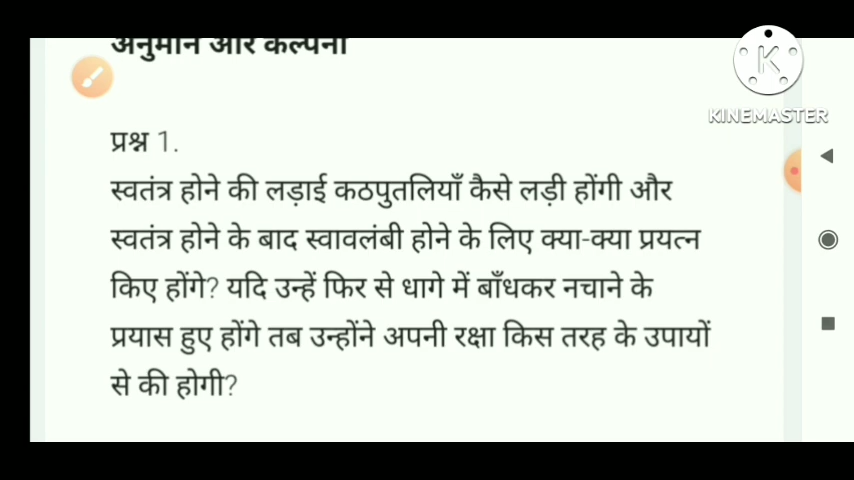 अनुमान और कल्पना
KINEMASTER
प्रश्न 1.
स्वतंत्र होने की लड़ाई कठपुतलियाँ कैसे लड़ी होंगी और
स्वतंत्र होने के बाद स्वावलंबी होने के लिए क्या-क्या प्रयत्न
किए होंगे? यदि उन्हें फिर से धागे में बाँधकर नचाने के
प्रयास हुए होंगे तब उन्होंने अपनी रक्षा किस तरह के उपायों
से की होगी?